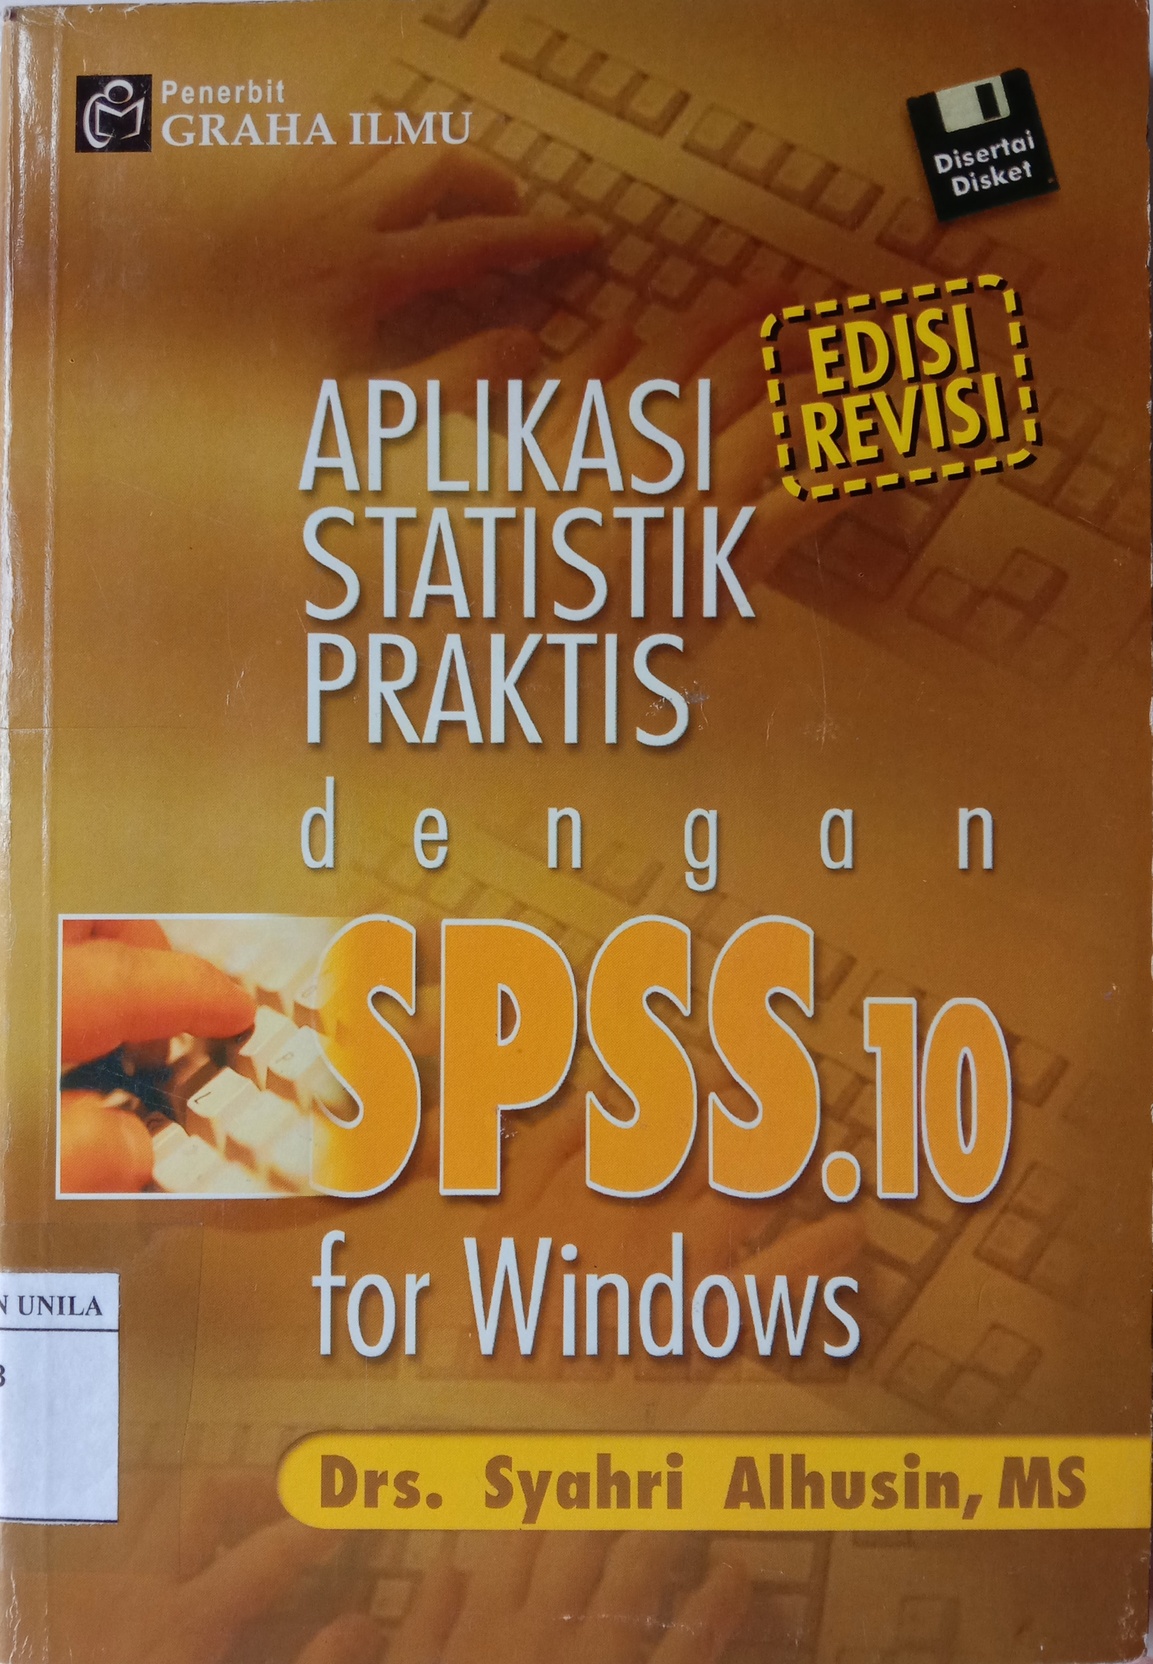 Penerbit
GRAHA ILMU
Disertai
Disket
EDISI
REVISI
APLIKASI
STATISTIK
PRAKTIS
dengan
SPSS.10
for Windows
N UNILA
3
Drs. Syahri Alhusin, MS